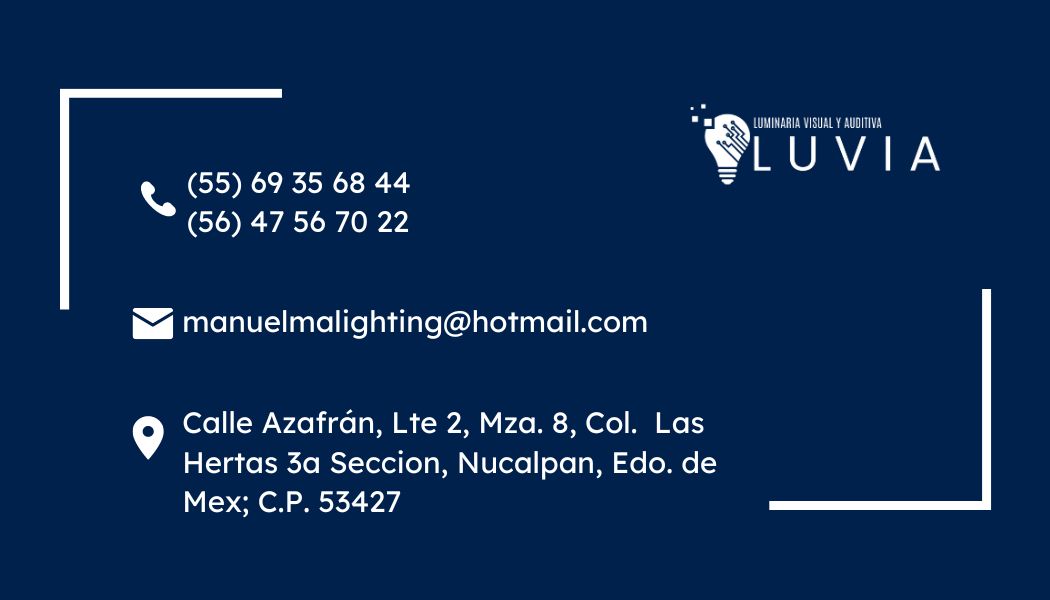 LUMINARIA VISUAL Y AUDITIVA
LUVIA
(55) 69 35 68 44
(56) 47 56 70 22
manuelmalighting@hotmail.com
Calle Azafrán, Lte 2, Mza. 8, Col. Las
Hertas 3a Seccion, Nucalpan, Edo. de
Mex; C.P. 53427